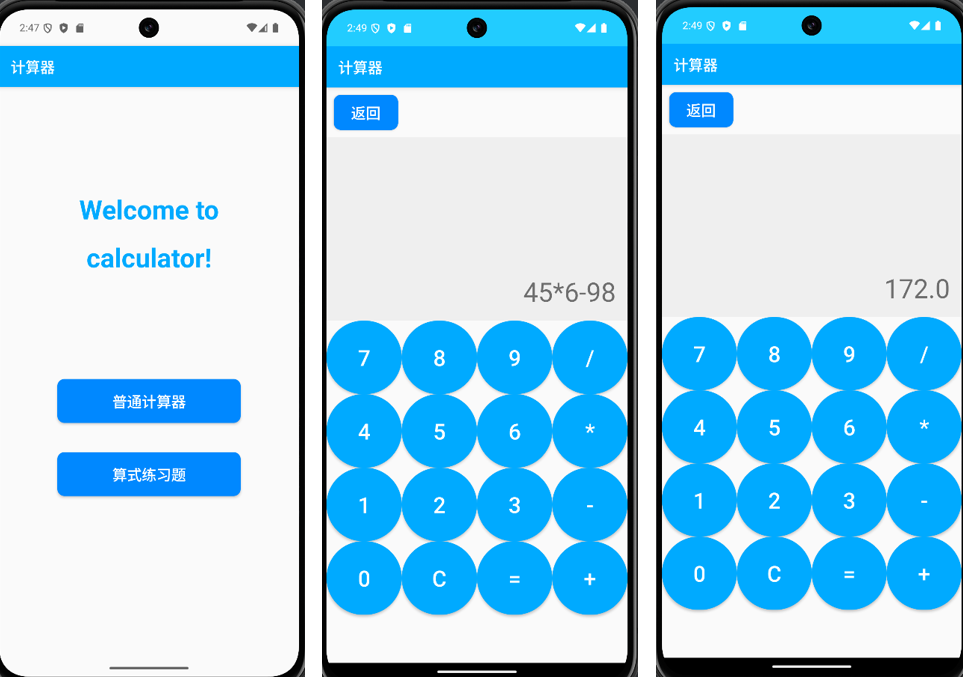 2:47
计算器
Welcome to
calculator!
普通计算器
算式练习题
2:49
计算器
返回
45*6-98
7 8 9 /
4 5 6 *
1 2 3 -
0 C = +
2:49
计算器
返回
172.0
7 8 9 /
4 5 6 *
1 2 3 -
0 C = +